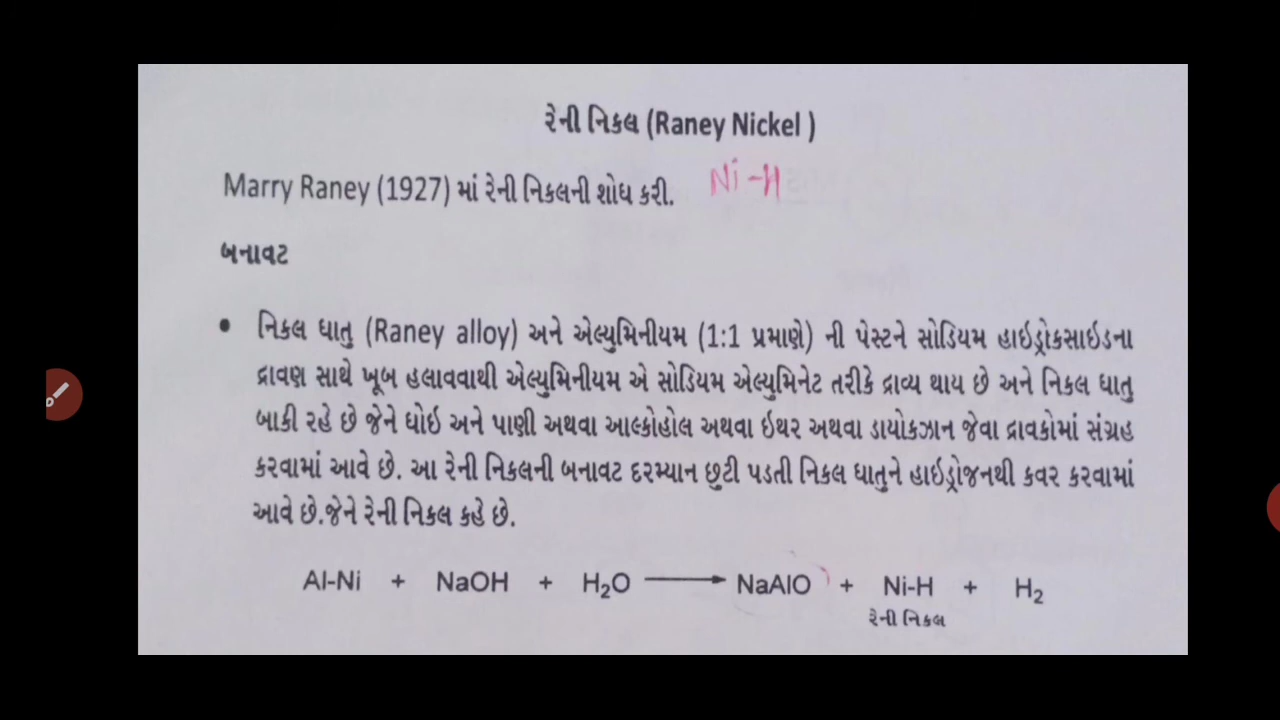 રેની નિકલ (Raney Nickel )
Marry Raney (1927) માં રેની નિકલની શોધ કરી. Ni-H
બનાવટ
• નિકલ ધાતુ (Raney alloy) અને એલ્યુમિનીયમ (1:1 પ્રમાણે) ની પેસ્ટને સોડિયમ હાઇડ્રોકસાઇડના
દ્રાવણ સાથે ખૂબ હલાવવાથી એલ્યુમિનીયમ એ સોડિયમ એલ્યુમિનેટ તરીકે દ્રાવ્ય થાય છે અને નિકલ ધાતુ
બાકી રહે છે જેને ધોઇ અને પાણી અથવા આલ્કોહોલ અથવા ઇથર અથવા ડાયોકઝાન જેવા દ્રાવકોમાં સંગ્રહ
કરવામાં આવે છે. આ રેની નિકલની બનાવટ દરમ્યાન છુટી પડતી નિકલ ધાતુને હાઇડ્રોજનથી કવર કરવામાં
આવે છે.જેને રેની નિકલ કહે છે.
Al-Ni + NaOH + H₂O ⟶ NaAlO + Ni-H + H₂
રેની નિકલ